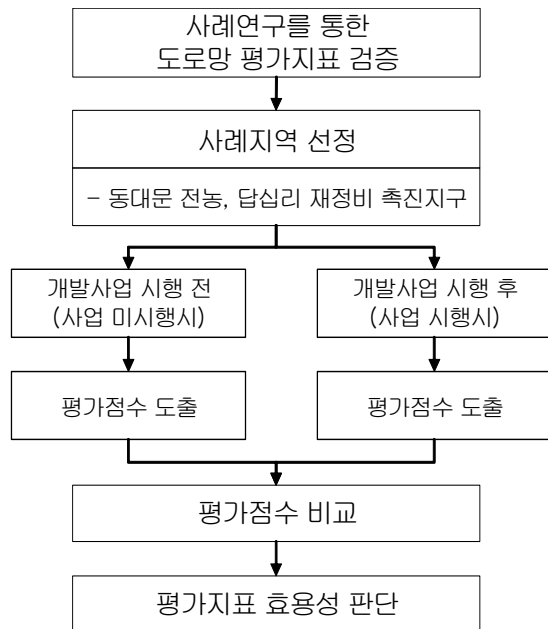 사례연구를 통한
도로망 평가지표 검증
사례지역 선정
- 동대문 전농, 답십리 재정비 촉진지구
개발사업 시행 전
(사업 미시행시)
개발사업 시행 후
(사업 시행시)
평가점수 도출
평가점수 도출
평가점수 비교
평가지표 효용성 판단